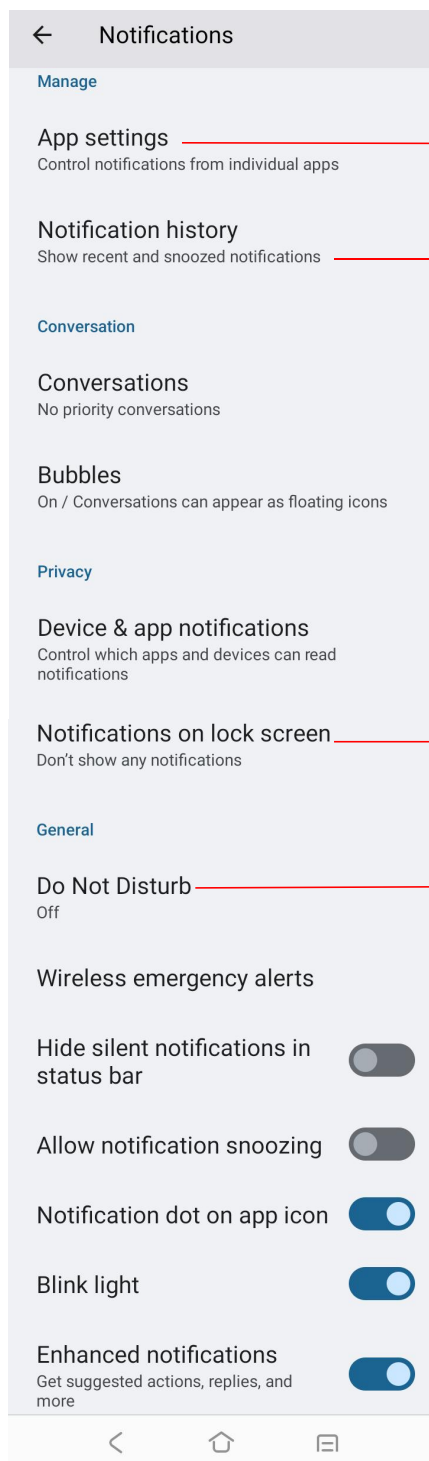 Notifications
Manage
App settings
Control notifications from individual apps
Notification history
Show recent and snoozed notifications
Conversation
Conversations
No priority conversations
Bubbles
On / Conversations can appear as floating icons
Privacy
Device & app notifications
Control which apps and devices can read
notifications
Notifications on lock screen
Don’t show any notifications
General
Do Not Disturb
Off
Wireless emergency alerts
Hide silent notifications in
status bar
Allow notification snoozing
Notification dot on app icon
Blink light
Enhanced notifications
Get suggested actions, replies, and
more